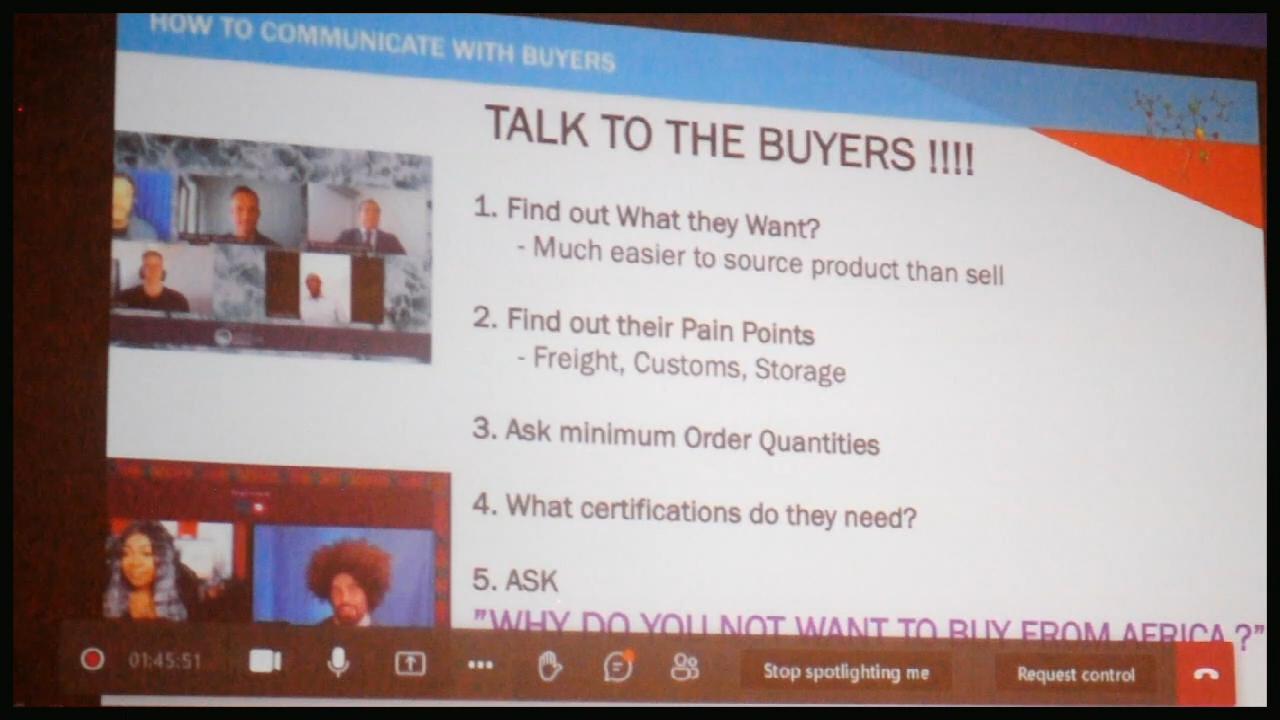 HOW TO COMMUNICATE WITH BUYERS
TALK TO THE BUYERS !!!!
1. Find out What they Want?
- Much easier to source product than sell
2. Find out their Pain Points
- Freight, Customs, Storage
3. Ask minimum Order Quantities
4. What certifications do they need?
5. ASK
"WHY DO YOU NOT WANT TO BUY FROM AFRICA ?"
01:45:51
Stop spotlighting me
Request control